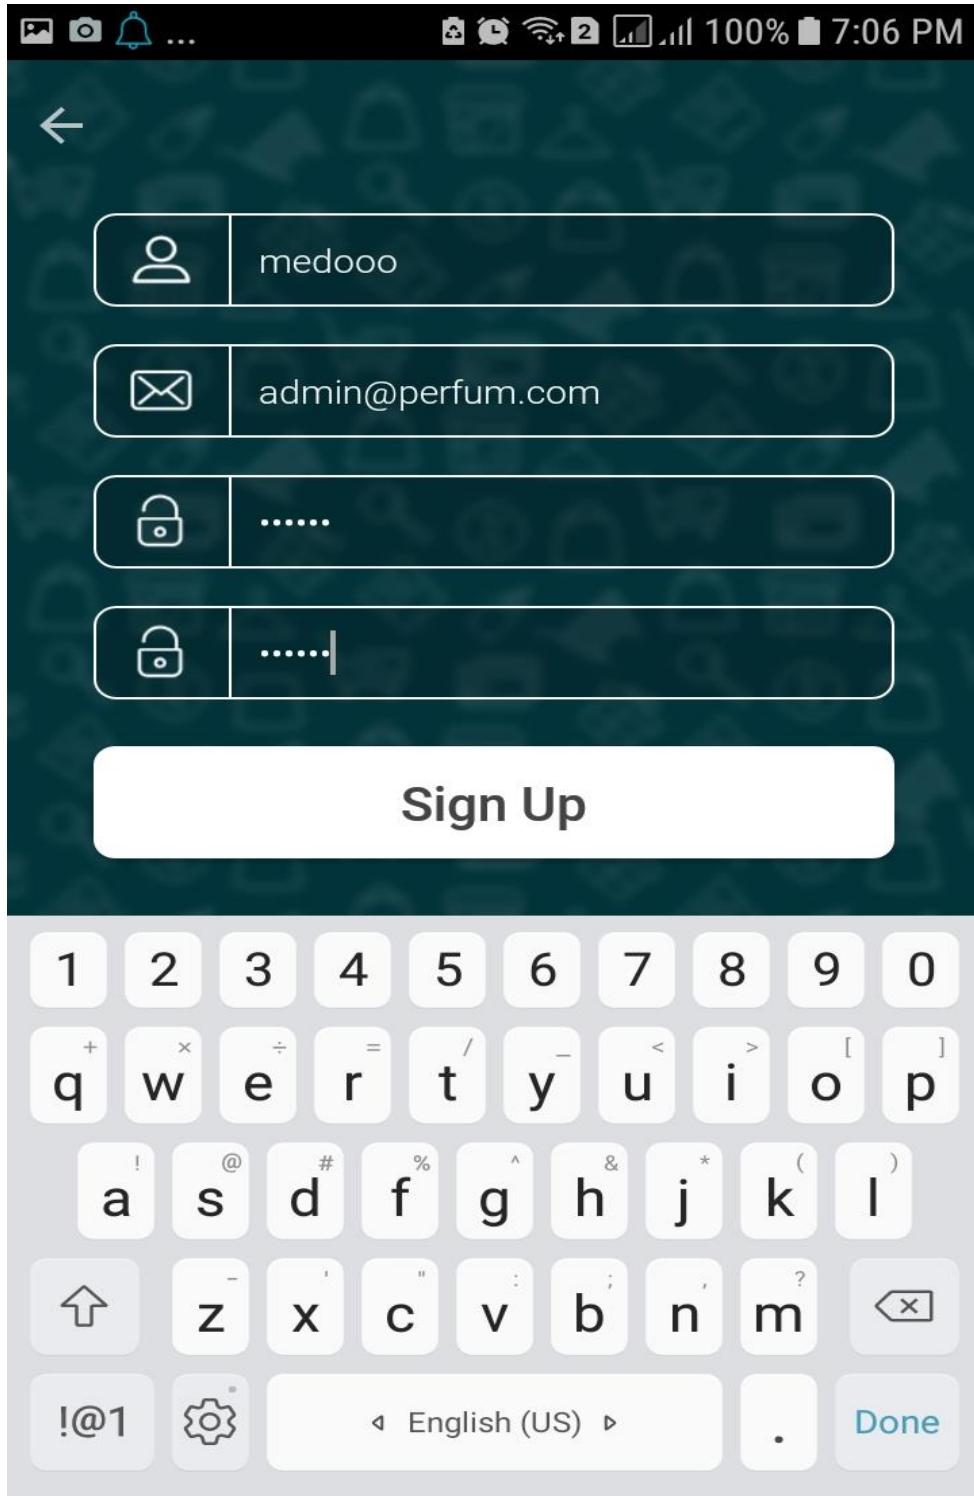 ... 2 100% 7:06 PM
medooo
admin@perfum.com
••••••
••••••
Sign Up
1 2 3 4 5 6 7 8 9 0
+ × ÷ = / _ < > [ ]
q w e r t y u i o p
! @ # % ^ & * ( )
a s d f g h j k l
- ' " : ; , ?
z x c v b n m
!@1 English (US) . Done